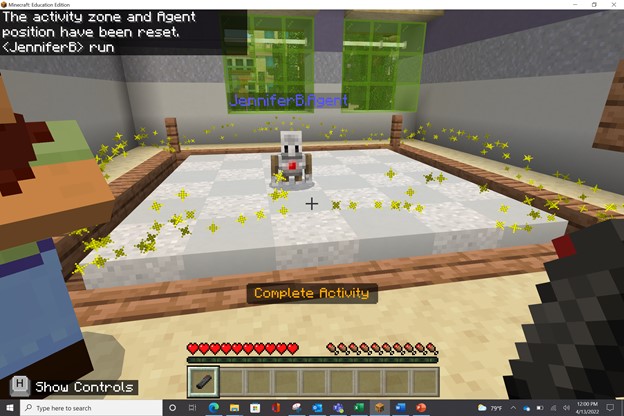 Minecraft: Education Edition
The activity zone and Agent
position have been reset.
<JenniferB> run
JenniferB.Agent
Complete Activity
H Show Controls
Type here to search
79°F
12:00 PM
4/13/2022